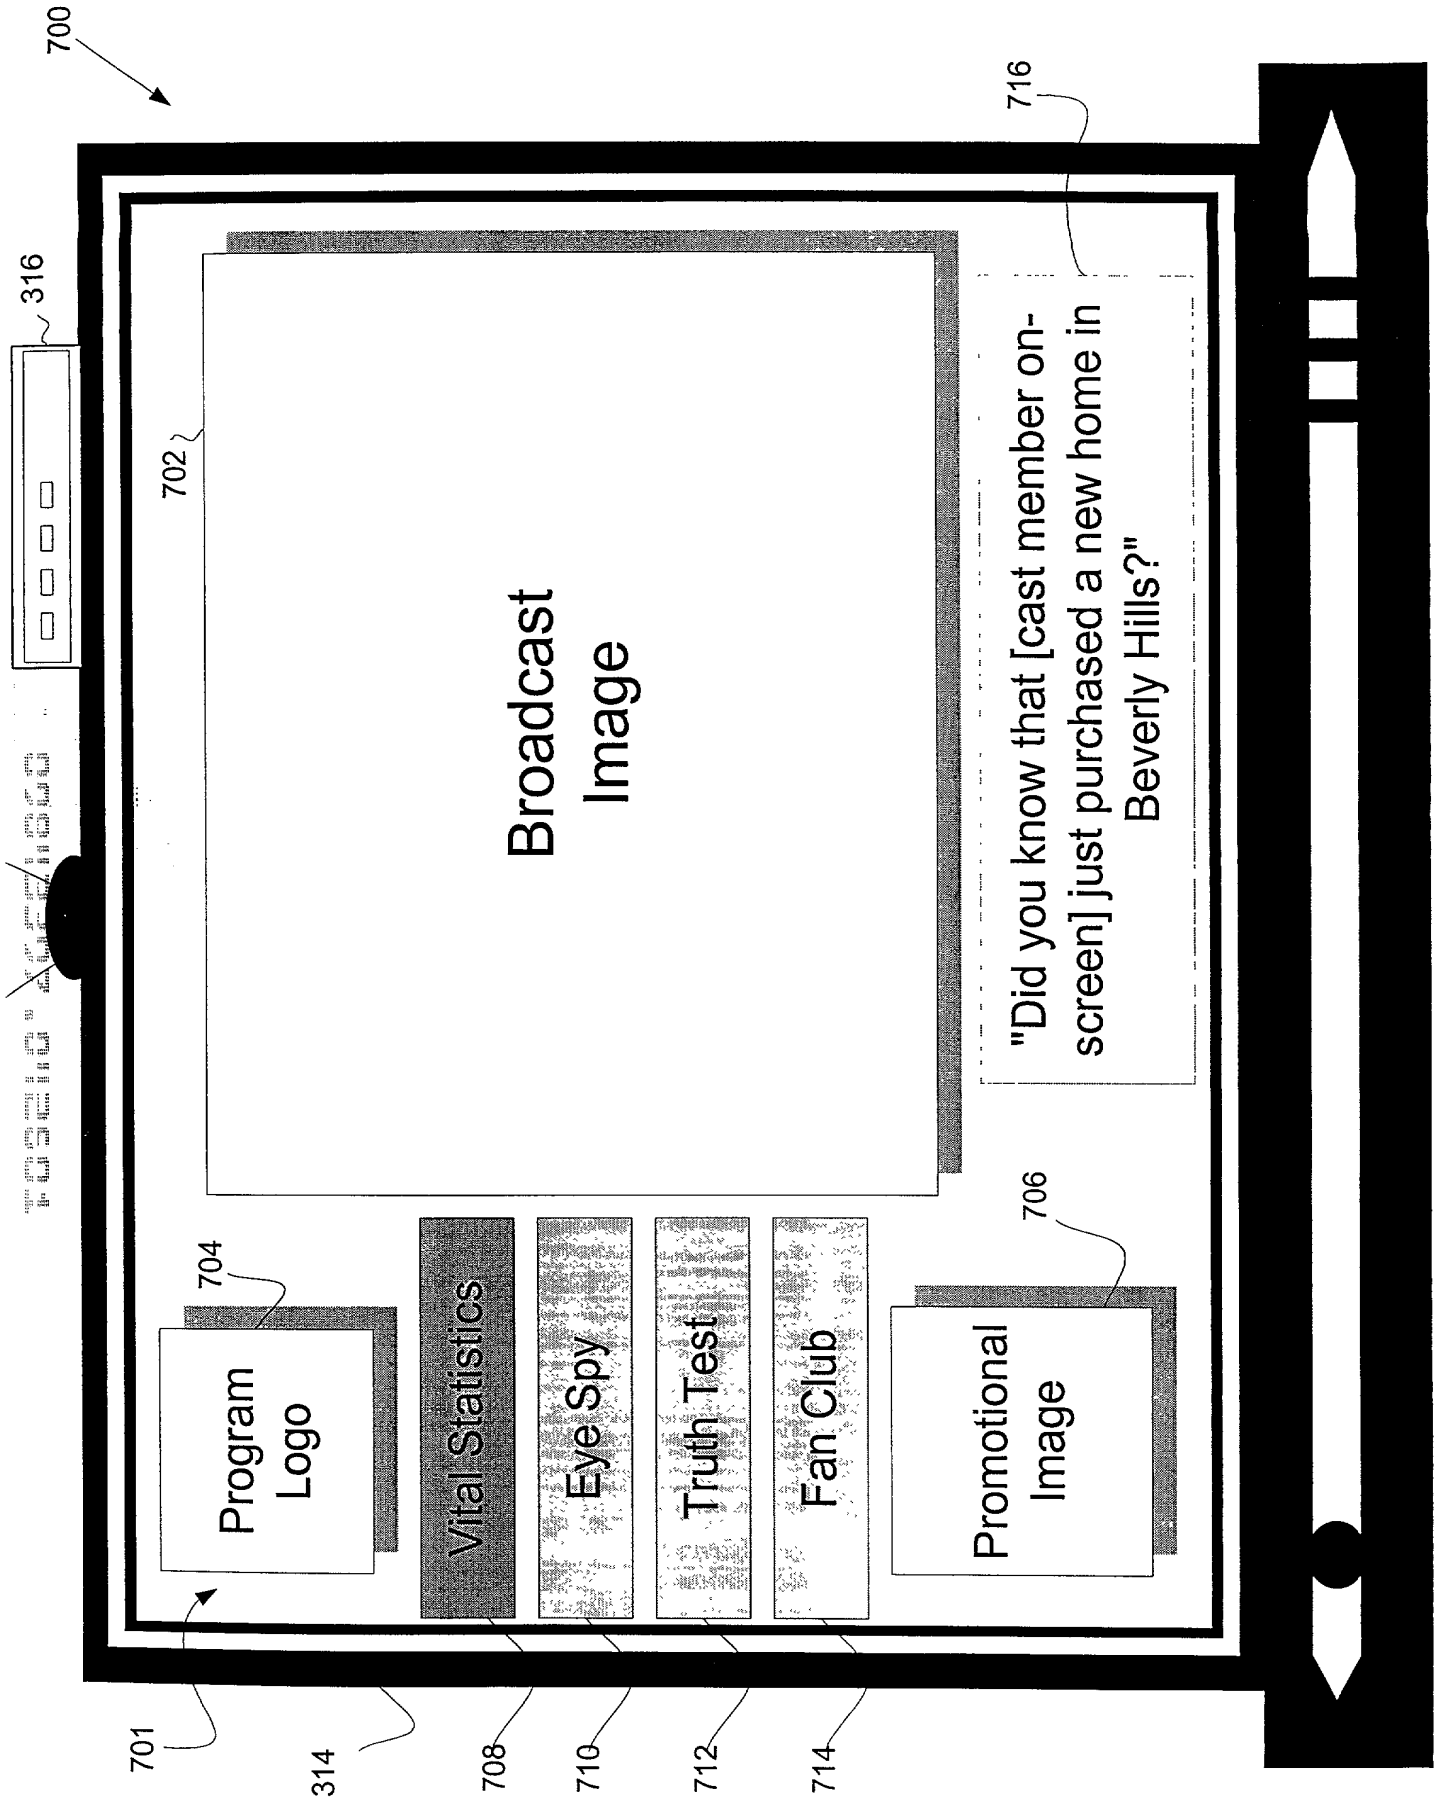 700
316
702
701
704
Program
Logo
314
708
Vital Statistics
710
Eye Spy
712
Truth Test
714
Fan Club
Broadcast
Image
706
Promotional
Image
716
"Did you know that [cast member on-
screen] just purchased a new home in
Beverly Hills?"